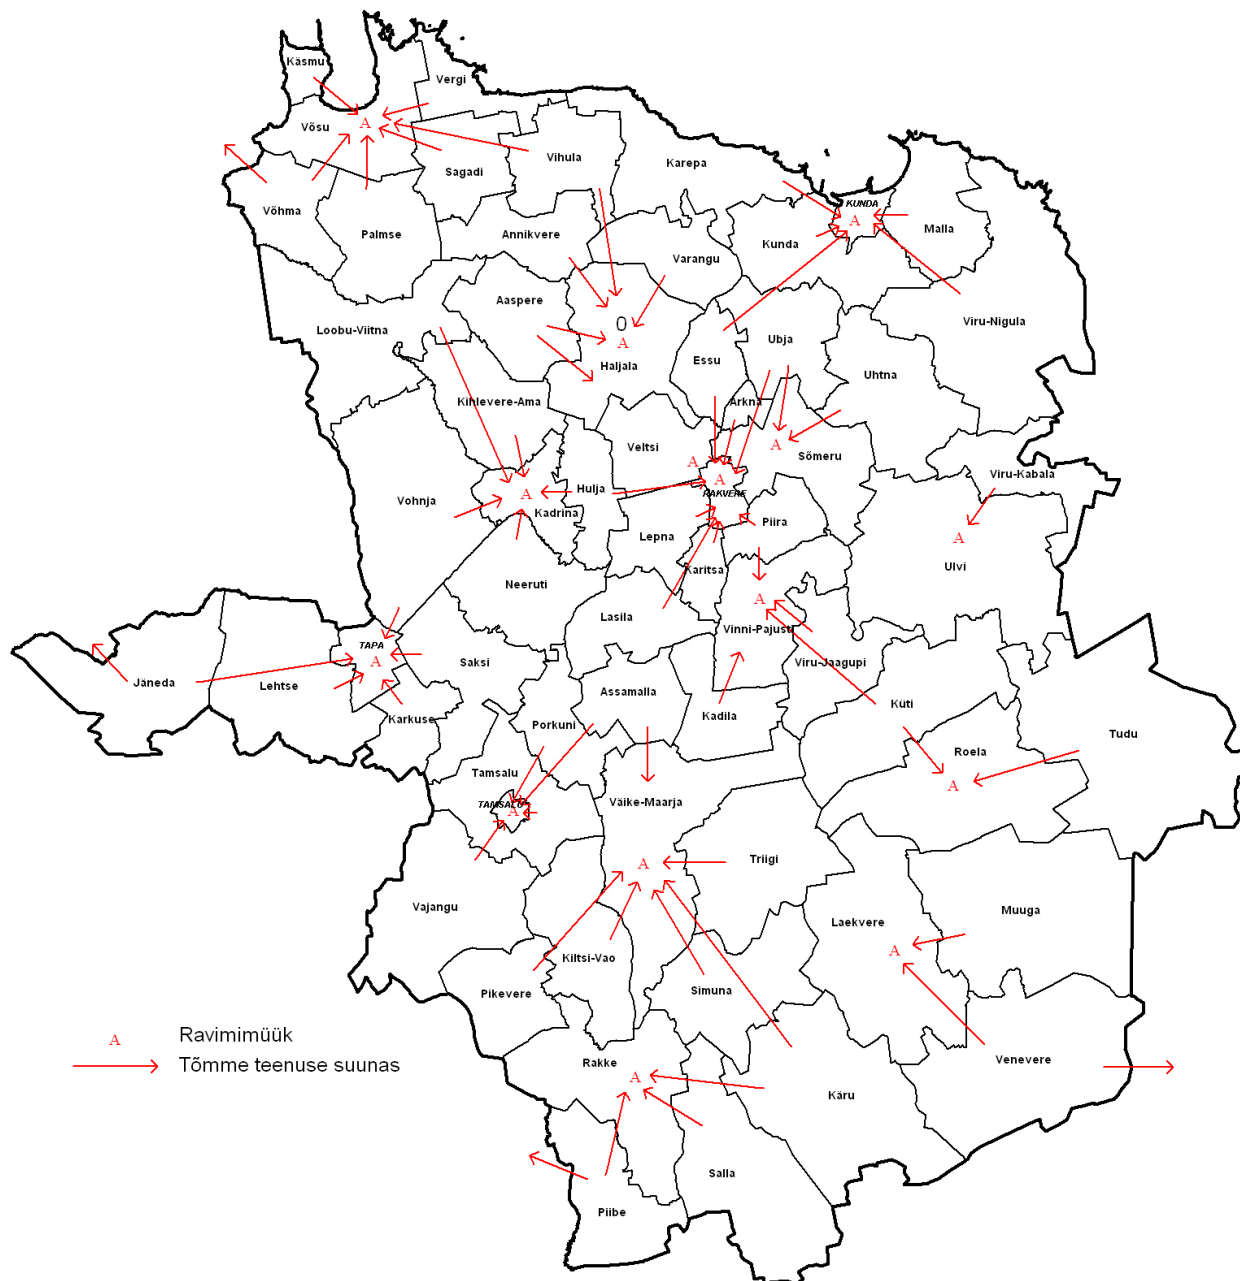 Käsmu
Vergi
Võsu
A
Vihula
Karepa
Sagadi
Võhma
KUNDA
A
Palmse
Annikvere
Kunda
Malla
Varangu
Aaspere
Viru-Nigula
Loobu-Viitna
0
A
Ubja
Essu
Haljala
Uhtna
Kihlevere-Ama
Arkna
Veltsi
A
Sõmeru
A
Viru-Kabala
A
Hulja
RAKVERE
A
Vohnja
Kadrina
Piira
Lepna
A
Ulvi
Karitsa
Neeruti
A
Lasila
Vinni-Pajusti
TAPA
A
Saksi
Viru-Jaagupi
Jäneda
Lehtse
Assamalla
Küti
Karkuse
Porkuni
Kadila
Tudu
Roela
Tamsalu
A
TAMSALU
A
Väike-Maarja
Triigi
A
Vajangu
Muuga
Laekvere
A
Kiltsi-Vao
Simuna
Pikevere
A Ravimimüük
Tõmme teenuse suunas
Rakke
A
Venevere
Käru
Salla
Piibe